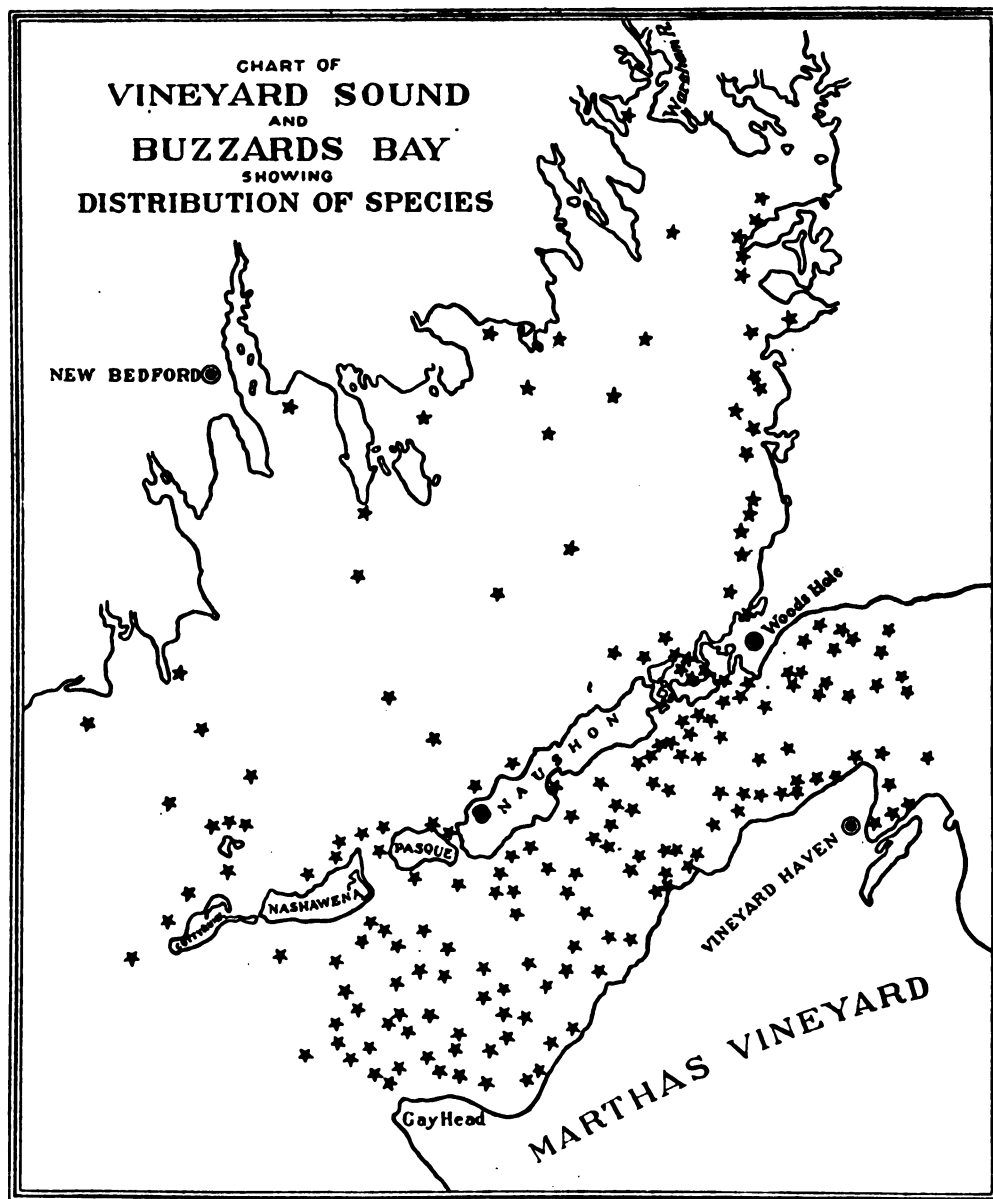 CHART OF
VINEYARD SOUND
AND
BUZZARDS BAY
SHOWING
DISTRIBUTION OF SPECIES
Wareham R.
NEW BEDFORD
Woods Hole
NAUSHON
PASQUE
NASHAWENA
VINEYARD HAVEN
MARTHAS VINEYARD
Gay Head